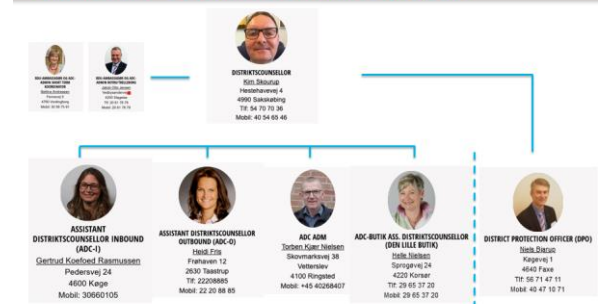 DISTRIKTSCOUNSELLOR
Kim Skourup
Hestehavevej 4
4990 Sakskøbing
Tlf: 54 70 70 36
Mobil: 40 54 65 46
ASSISTANT
DISTRIKTSCOUNSELLOR INBOUND
(ADC-I)
Gertrud Koefoed Rasmussen
Pedersvej 24
4600 Køge
Mobil: 30660105
ASSISTANT DISTRIKTSCOUNSELLOR
OUTBOUND (ADC-O)
Heidi Fris
Frøhaven 12
2630 Taastrup
Tlf: 22208885
Mobil: 22 20 88 85
ADC ADM
Torben Kjær Nielsen
Skovmarksvej 38
Vetterslev
4100 Ringsted
Mobil: +45 40268407
ADC-BUTIK ASS. DISTRIKTSCOUNSELLOR
(DEN LILLE BUTIK)
Helle Nielsen
Sprogøvej 24
4220 Korsør
Tlf: 29 65 37 20
Mobil: 29 65 37 20
DISTRICT PROTECTION OFFICER (DPO)
Niels Bjarup
Køgevej 1
4640 Faxe
Tlf: 56 71 47 11
Mobil: 40 47 10 71